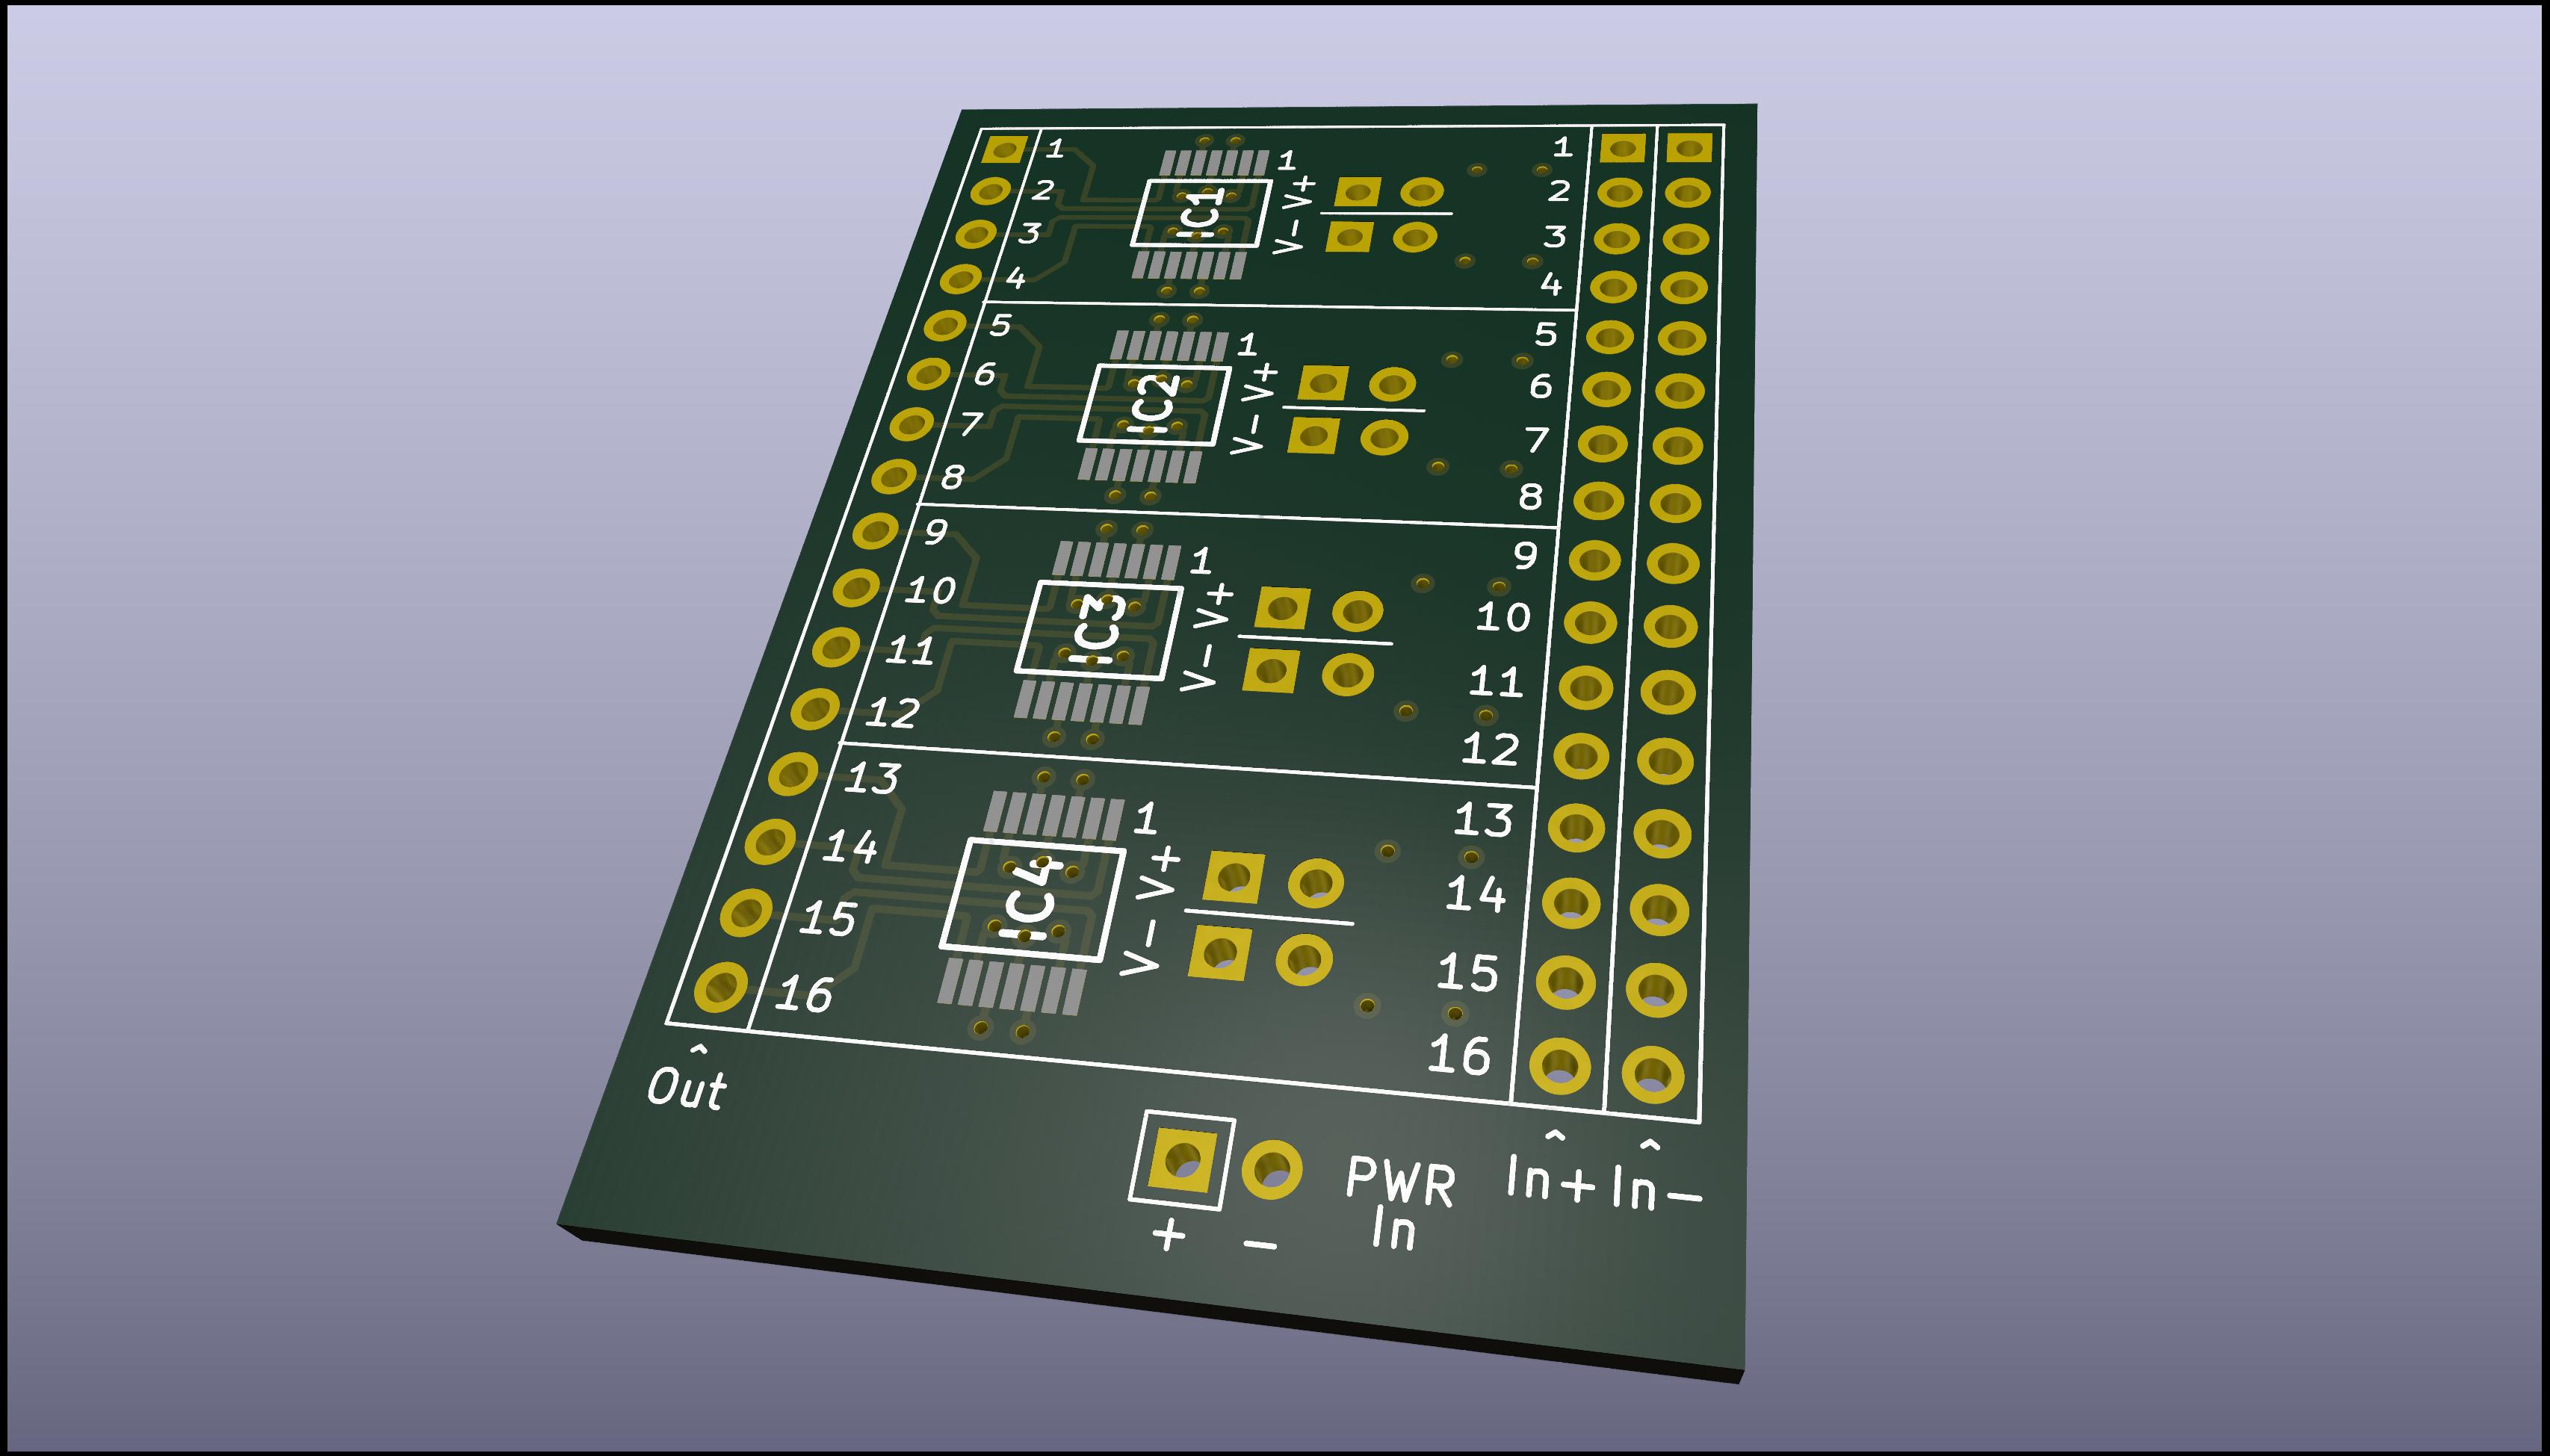 1 1 1
2 V+ 2
IC1
3 V- 3
4 4
5 1 5
6 V+ 6
IC2
7 V- 7
8 8
9 1 9
10 V+ 10
IC3
11 V- 11
12 12
13 1 13
14 V+ 14
IC4
15 V- 15
16 16
^ ^ ^
Out In+ In-
PWR
In
+ -